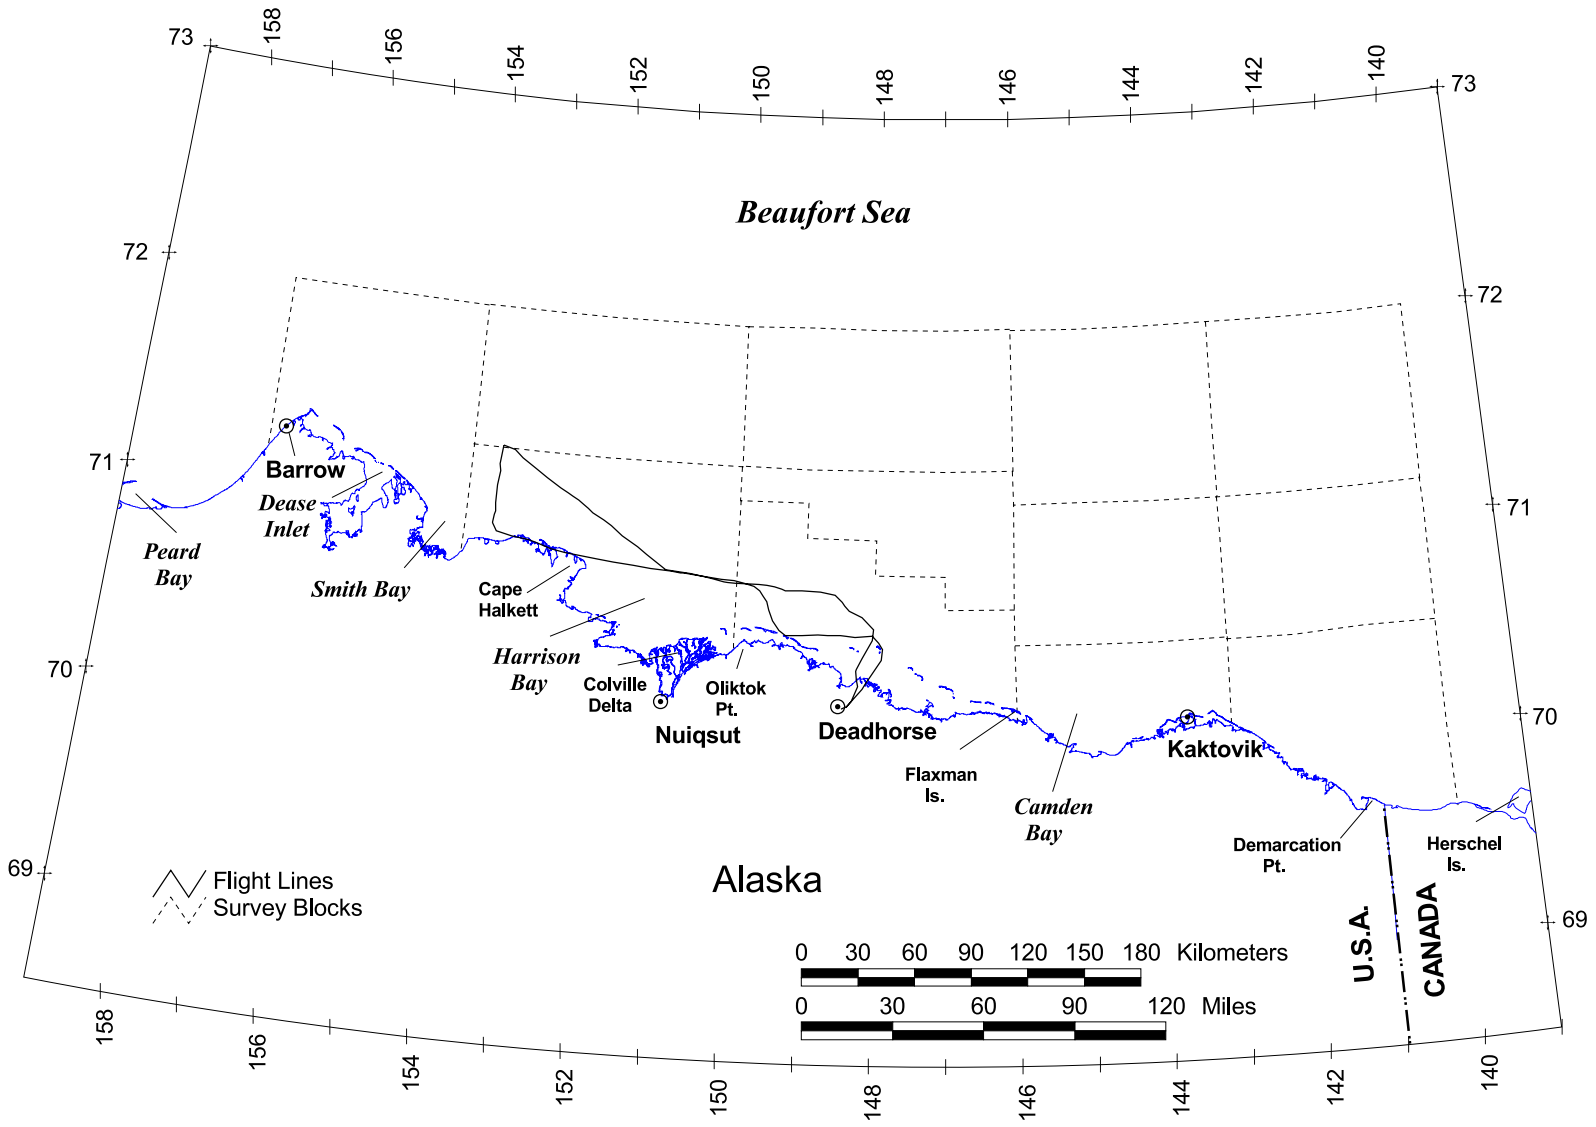 158
156
154
152
150
148
146
144
142
140
73
73
Beaufort Sea
72
72
71
71
Barrow
Dease
Inlet
Peard
Bay
Smith Bay
Cape
Halkett
Harrison
Bay
Colville
Delta
Oliktok
Pt.
70
70
Nuiqsut
Deadhorse
Kaktovik
Flaxman
Is.
Camden
Bay
Demarcation
Pt.
Herschel
Is.
69
69
Flight Lines
Survey Blocks
Alaska
U.S.A.
CANADA
0 30 60 90 120 150 180 Kilometers
0 30 60 90 120 Miles
158
156
154
152
150
148
146
144
142
140